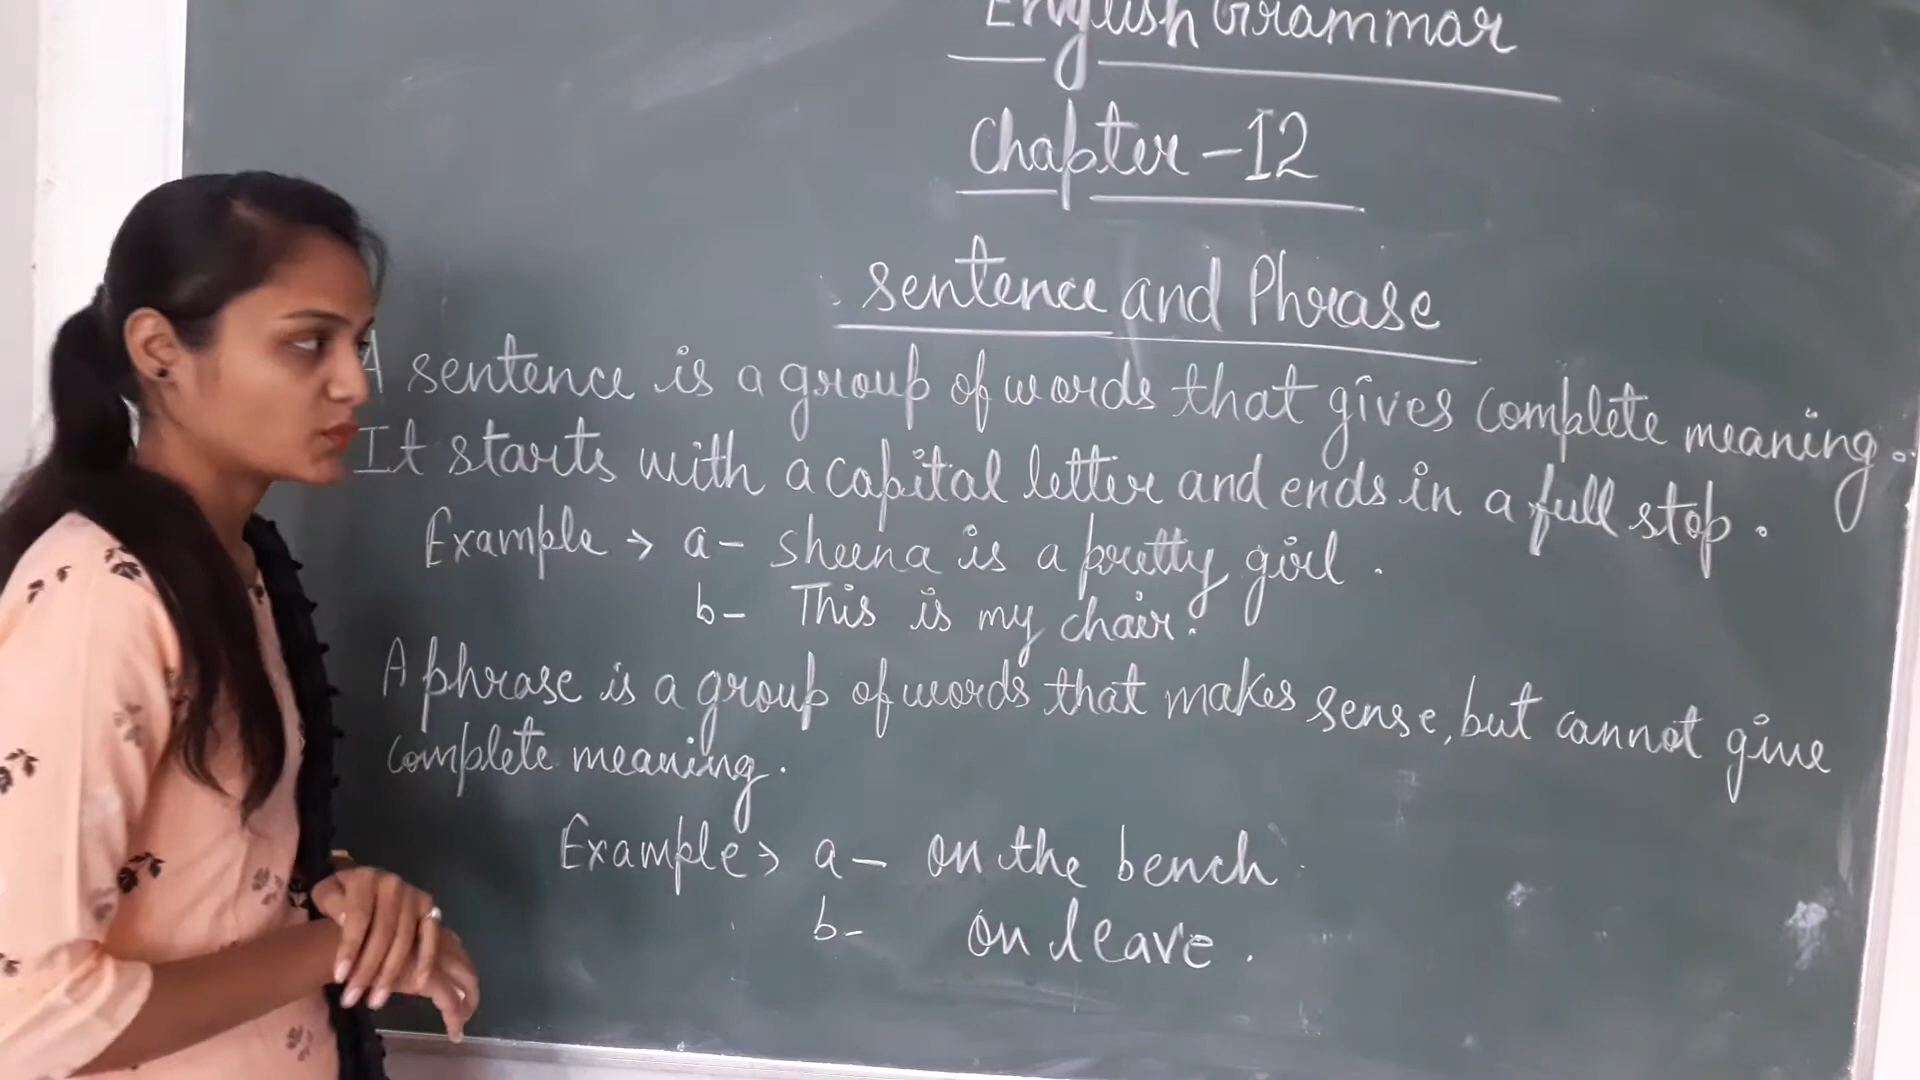 English Grammar
Chapter - 12
sentence and Phrase
A sentence is a group of words that gives complete meaning.
It starts with a capital letter and ends in a full stop.
Example > a- sheena is a pretty girl.
b- This is my chair.
A phrase is a group of words that makes sense, but cannot give
complete meaning.
Example > a- on the bench
b- on leave.